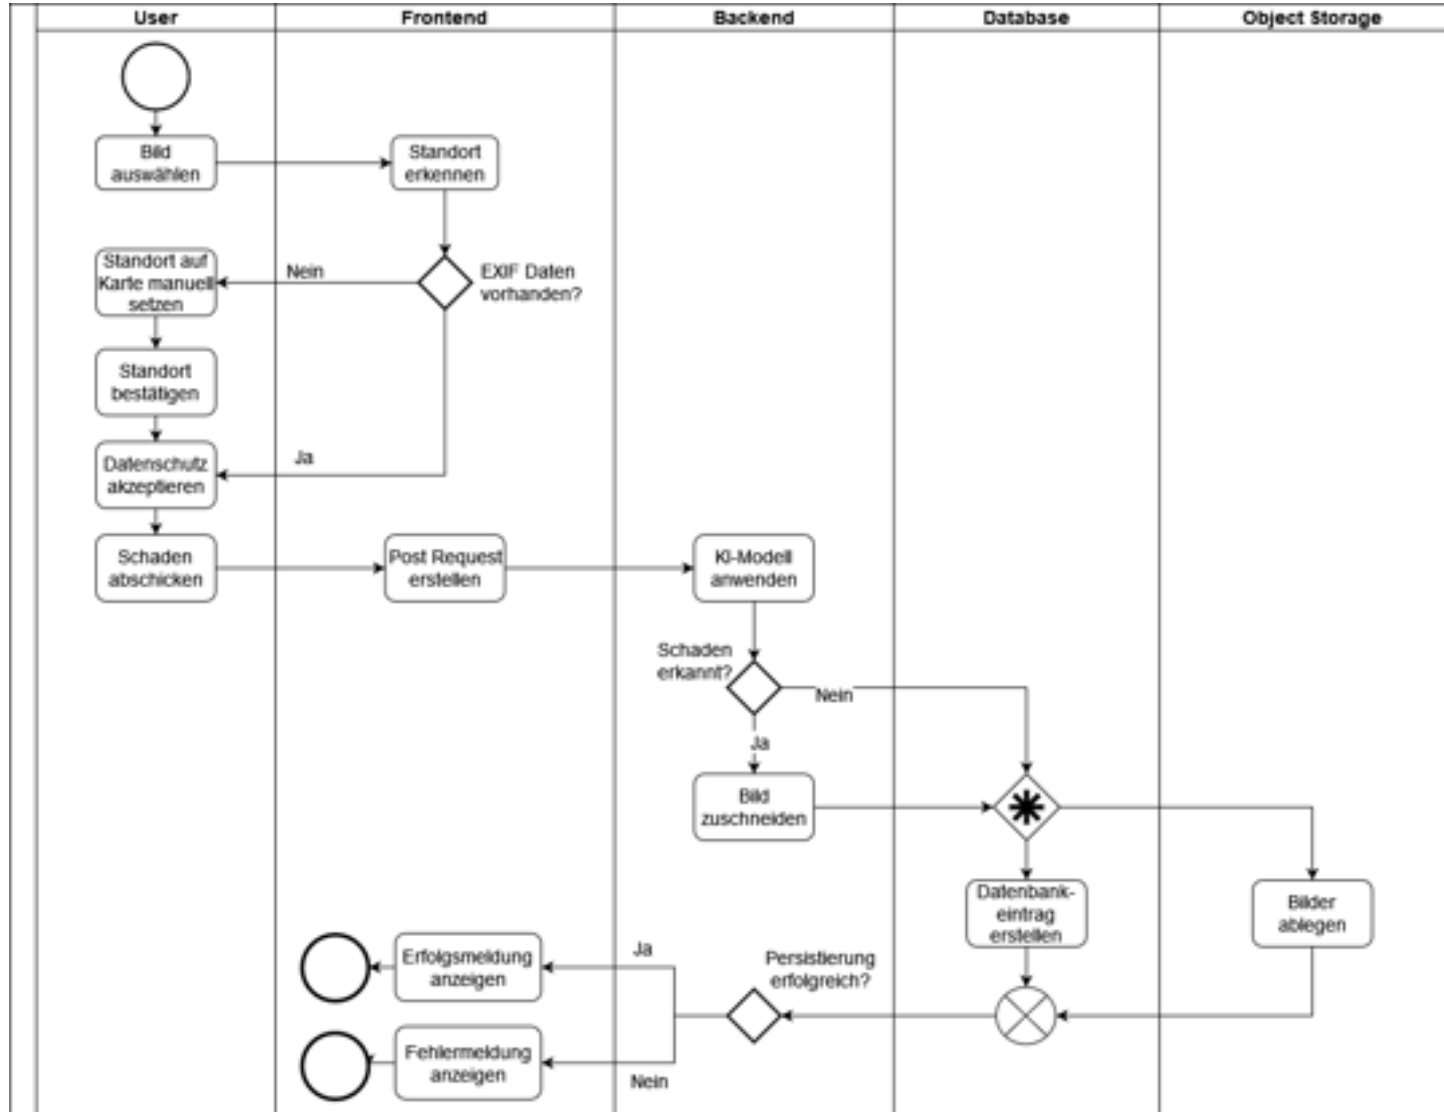 User
Frontend
Backend
Database
Object Storage
Bild
auswählen
Standort
erkennen
Standort auf
Karte manuell
setzen
Nein
EXIF Daten
vorhanden?
Standort
bestätigen
Datenschutz
akzeptieren
Ja
Schaden
abschicken
Post Request
erstellen
KI-Modell
anwenden
Schaden
erkannt?
Nein
Ja
Bild
zuschneiden
Datenbank-
eintrag
erstellen
Bilder
ablegen
Erfolgsmeldung
anzeigen
Ja
Persistierung
erfolgreich?
Fehlermeldung
anzeigen
Nein